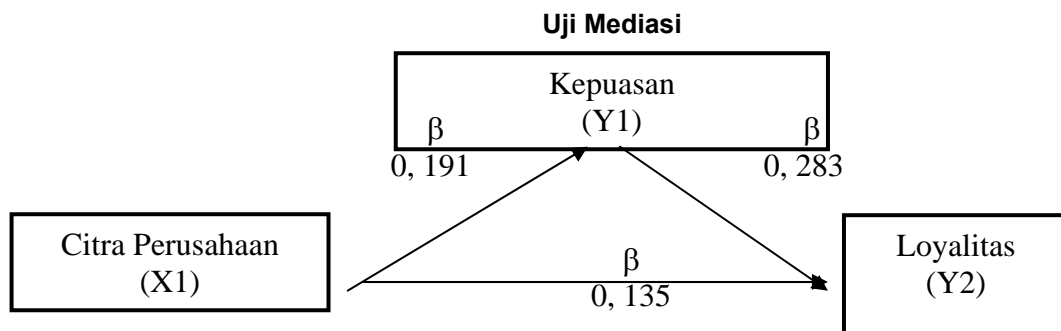 Uji Mediasi
Kepuasan
(Y1)
β
β
0, 191
0, 283
Citra Perusahaan
(X1)
β
0, 135
Loyalitas
(Y2)